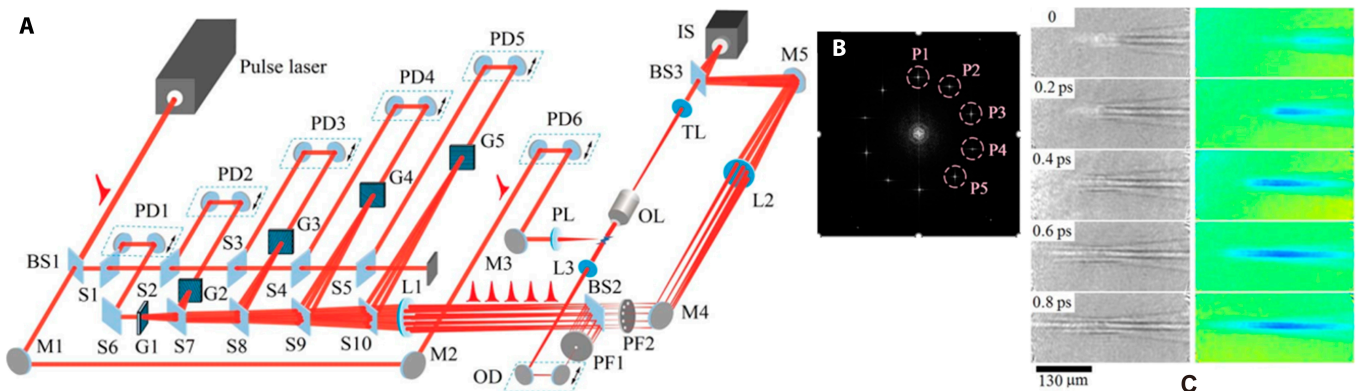 A
Pulse laser
PD1
PD2
PD3
PD4
PD5
PD6
IS
BS3
M5
TL
G5
G4
G3
G2
G1
OL
L2
PL
M3
L3
BS1
S1
S2
S3
S4
S5
L1
BS2
M4
S6
S7
S8
S9
S10
M1
M2
OD
PF1
PF2
B
P1
P2
P3
P4
P5
0
0.2 ps
0.4 ps
0.6 ps
0.8 ps
130 μm
C